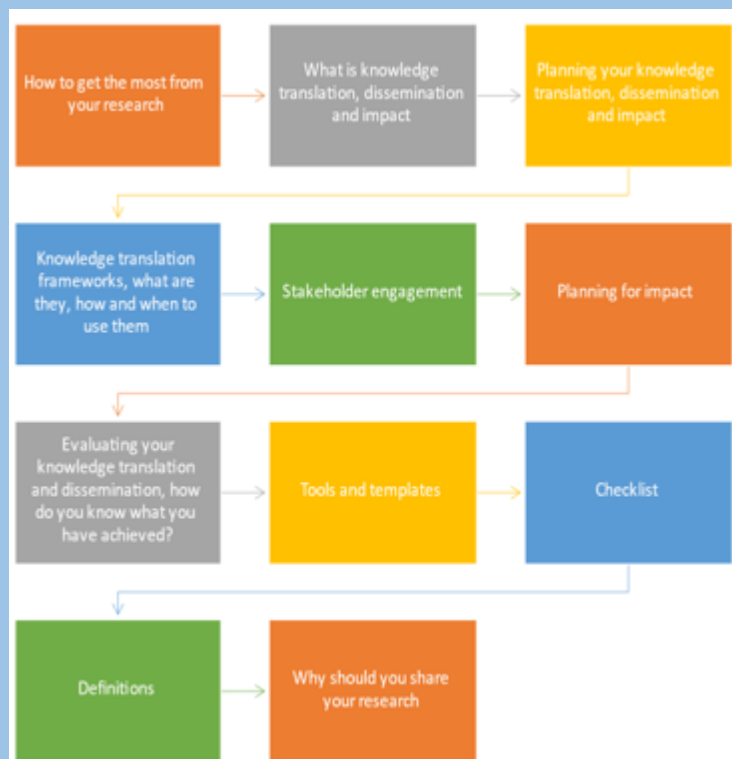 How to get the most from
your research
What is knowledge
translation, dissemination
and impact
Planning your knowledge
translation, dissemination
and impact
Knowledge translation
frameworks, what are
they, how and when to
use them
Stakeholder engagement
Planning for impact
Evaluating your
knowledge translation
and dissemination, how
do you know what you
have achieved?
Tools and templates
Checklist
Definitions
Why should you share
your research